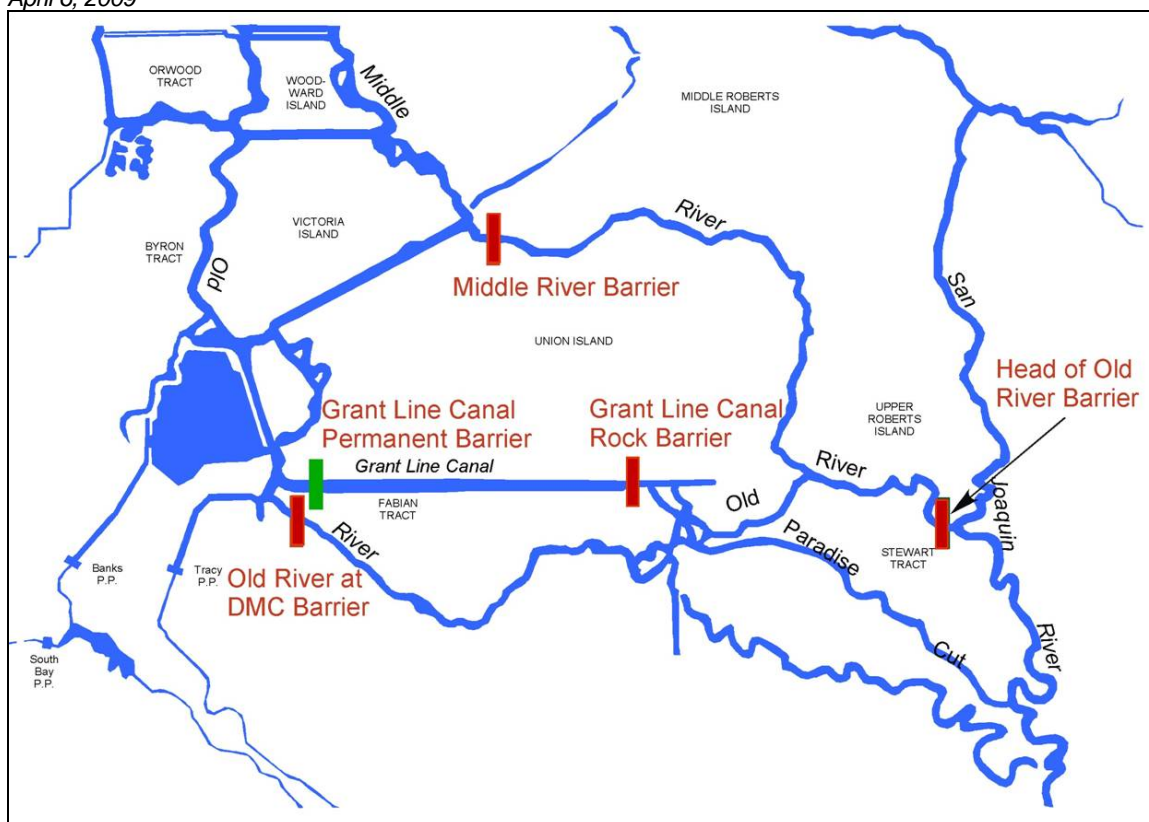 April 6, 2009
ORWOOD
TRACT
WOOD-
WARD
ISLAND
Middle
MIDDLE ROBERTS
ISLAND
VICTORIA
ISLAND
River
BYRON
TRACT
Old
Middle River Barrier
San
UNION ISLAND
Head of Old
River Barrier
Grant Line Canal
Permanent Barrier
Grant Line Canal
Rock Barrier
UPPER
ROBERTS
ISLAND
Grant Line Canal
River
Joaquin
FABIAN
TRACT
Old
River
Paradise
STEWART
TRACT
Banks
P.P.
Tracy
P.P.
Old River at
DMC Barrier
River
Cut
South
Bay
P.P.